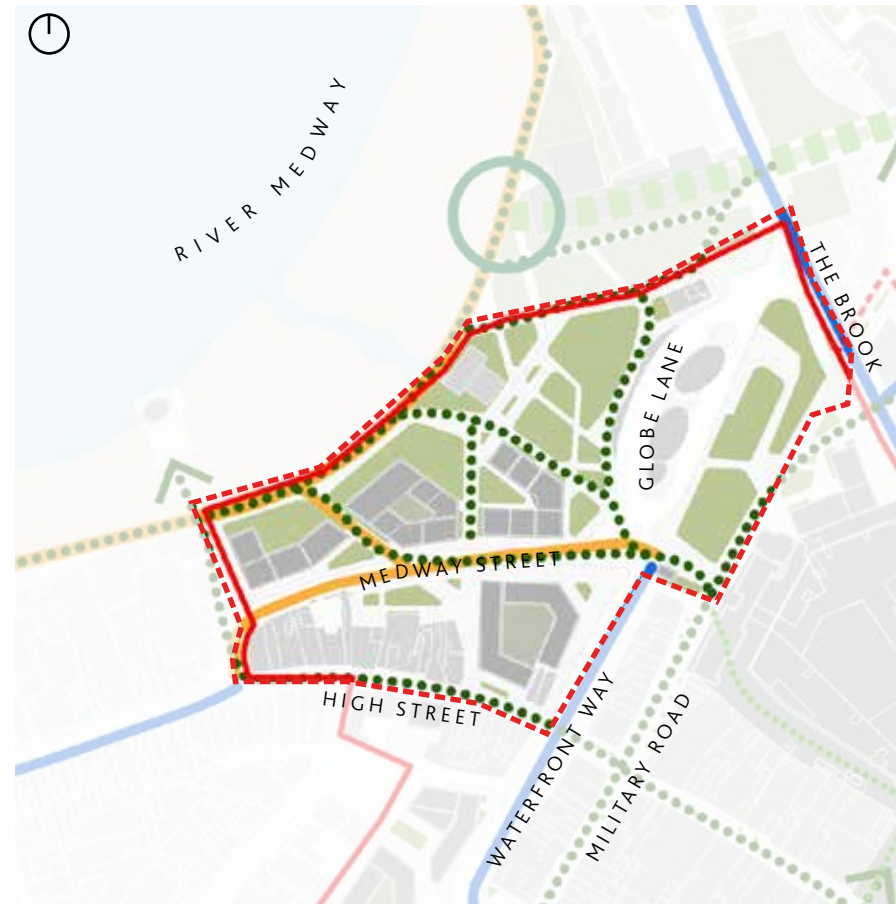 RIVER MEDWAY
THE BROOK
GLOBE LANE
MEDWAY STREET
HIGH STREET
WATERFRONT WAY
MILITARY ROAD